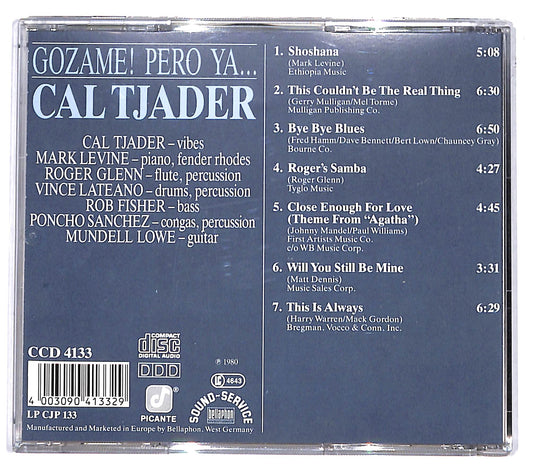 GOZAME! PERO YA...
CAL TJADER
CAL TJADER – vibes
MARK LEVINE – piano, fender rhodes
ROGER GLENN – flute, percussion
VINCE LATEANO – drums, percussion
ROB FISHER – bass
PONCHO SANCHEZ – congas, percussion
MUNDELL LOWE – guitar
1. Shoshana 5:08
(Mark Levine)
Ethiopia Music
2. This Couldn't Be The Real Thing 6:30
(Gerry Mulligan/Mel Torme)
Mulligan Publishing Co.
3. Bye Bye Blues 6:50
(Fred Hamm/Dave Bennett/Bert Lown/Chauncey Gray)
Bourne Co.
4. Roger's Samba 4:27
(Roger Glenn)
Tyglo Music
5. Close Enough For Love 4:45
(Theme From “Agatha”)
(Johnny Mandel/Paul Williams)
First Artists Music Co.
c/o WB Music Corp.
6. Will You Still Be Mine 3:31
(Matt Dennis)
Music Sales Corp.
7. This Is Always 6:29
(Harry Warren/Mack Gordon)
Bregman, Vocco & Conn, Inc.
CCD 4133
4 003090 413329
LP CJP 133
COMPACT
disc
DIGITAL AUDIO
DDD
PICANTE
℗ 1980
LC 4643
SOUND-SERVICE
bellaphon
Manufactured and Marketed in Europe by Bellaphon, West Germany